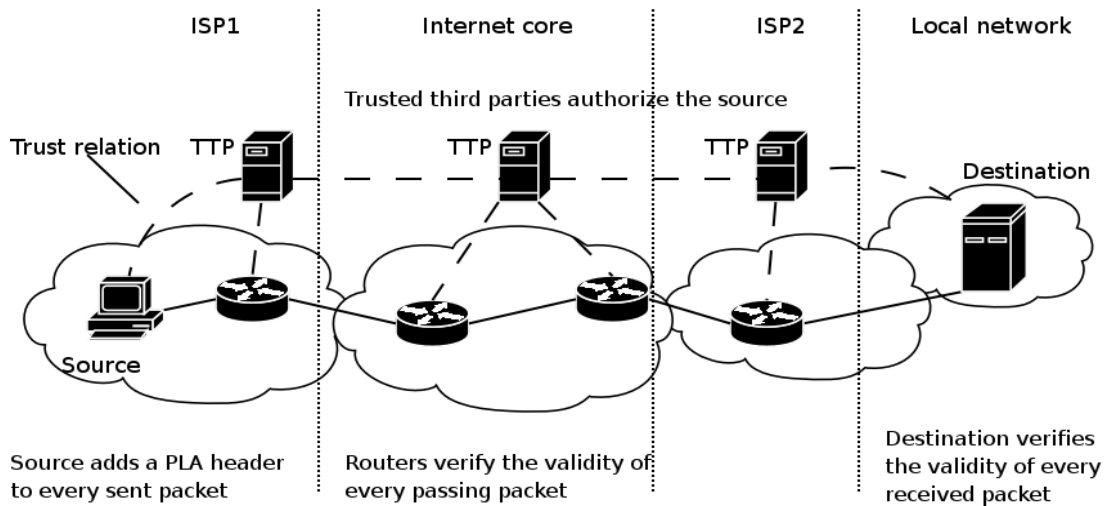 ISP1
Internet core
ISP2
Local network
Trusted third parties authorize the source
Trust relation
TTP
TTP
TTP
Destination
Source
Source adds a PLA header
to every sent packet
Routers verify the validity of
every passing packet
Destination verifies
the validity of every
received packet